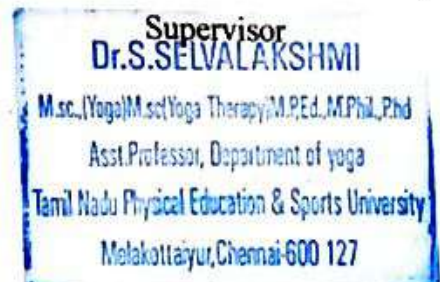 Supervisor
Dr.S.SELVALAKSHMI
M.sc.,(Yoga)M.sc(Yoga Therapy)M.P.Ed.,M.Phil.,Phd
Asst.Professor, Department of yoga
Tamil Nadu Physical Education & Sports University
Melakottaiyur,Chennai-600 127